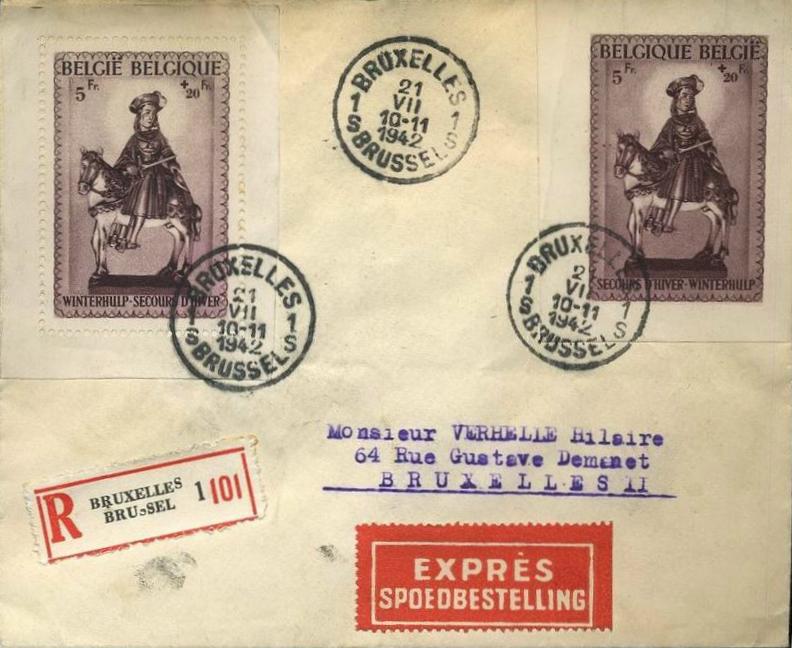 BELGIË BELGIQUE
5 Fr. + 20 Fr.
WINTERHULP-SECOURS D'HIVER
BRUXELLES
21
VII
10-11
1942
1 S 1 S
BRUSSEL
BELGIQUE BELGIË
5 Fr. + 20 Fr.
SECOURS D'HIVER-WINTERHULP
BRUXELLES
21
VII
10-11
1942
1 S 1 S
BRUSSEL
BRUXELLES
2
VII
10-11
1942
1 S 1 S
BRUSSEL
Monsieur VERHELLE Hilaire
64 Rue Gustave Demanet
BRUXELLES II
R BRUXELLES 1 101
BRUSSEL
EXPRÈS
SPOEDBESTELLING